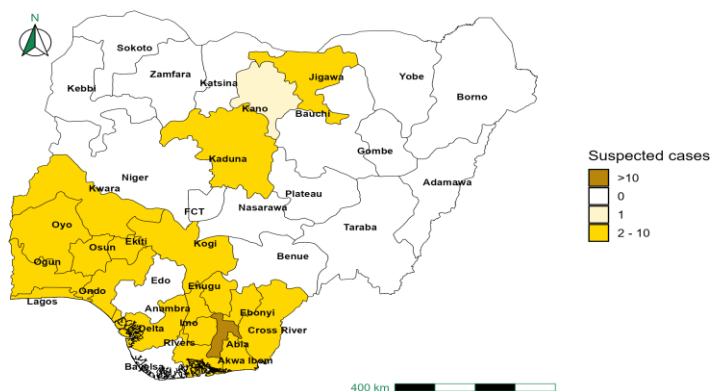 N
Sokoto
Zamfara
Katsina
Kebbi
Kano
Jigawa
Yobe
Borno
Bauchi
Gombe
Kaduna
Adamawa
Niger
Kwara
Plateau
FCT
Nasarawa
Taraba
Oyo
Osun
Ekiti
Kogi
Benue
Ogun
Edo
Enugu
Ondo
Lagos
Anambra
Ebonyi
Delta
Imo
Cross River
Rivers
Abia
Akwa Ibom
Bayelsa
Suspected cases
>10
0
1
2 - 10
400 km